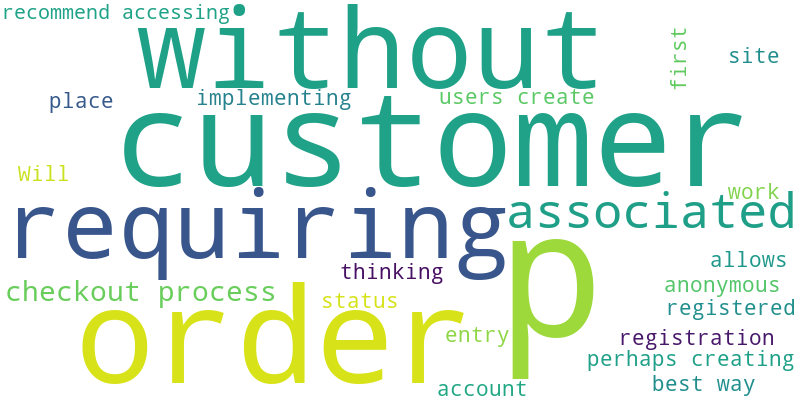 recommend accessing
without
first
site
place
implementing
users create
customer
Will
work
requiring
associated
p
thinking
allows
checkout process
status
anonymous
registered
order
entry
registration
perhaps creating
account
best way